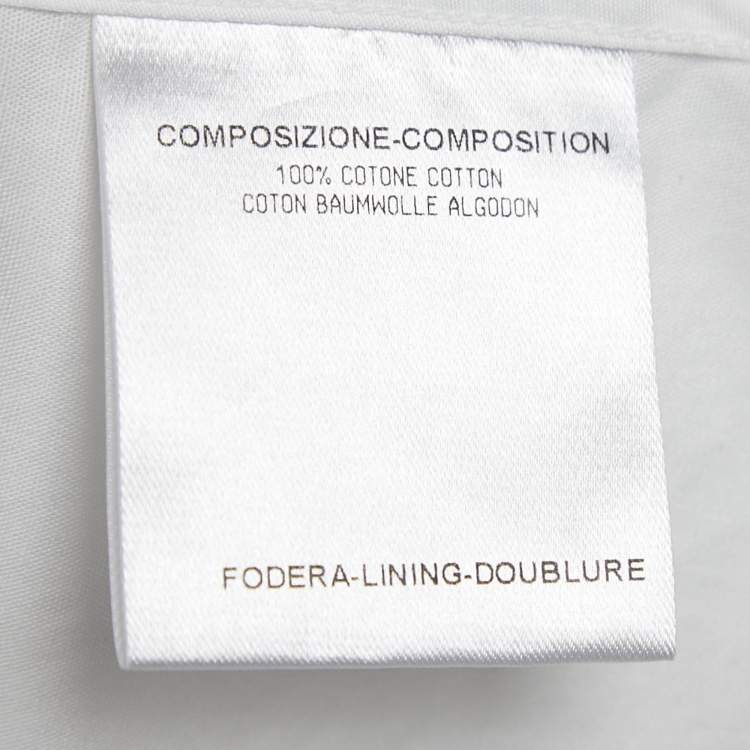 COMPOSIZIONE-COMPOSITION
100% COTONE COTTON
COTON BAUMWOLLE ALGODON
FODERA-LINING-DOUBLURE